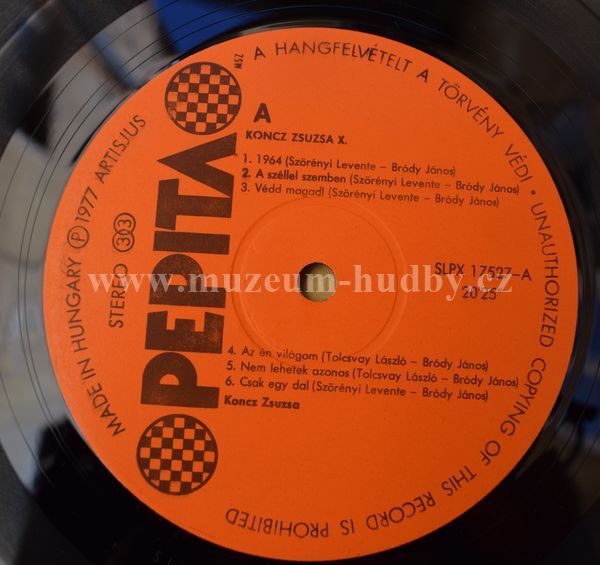 A HANGFELVÉTELT A TÖRVÉNY VÉDI • UNAUTHORIZED COPYING OF THIS RECORD IS PROHIBITED
MSZ
A
KONCZ ZSUZSA X.
1. 1964 (Szörényi Levente – Bródy János)
2. A széllel szemben (Szörényi Levente – Bródy János)
3. Védd magad! (Szörényi Levente – Bródy János)
SLPX 17527-A
20'25
www.muzeum-hudby.cz
4. Az én világom (Tolcsvay László – Bródy János)
5. Nem lehetek azonos (Tolcsvay László – Bródy János)
6. Csak egy dal (Szörényi Levente – Bródy János)
Koncz Zsuzsa
PEPITA
STEREO 33
MADE IN HUNGARY Ⓟ 1977 ARTISJUS